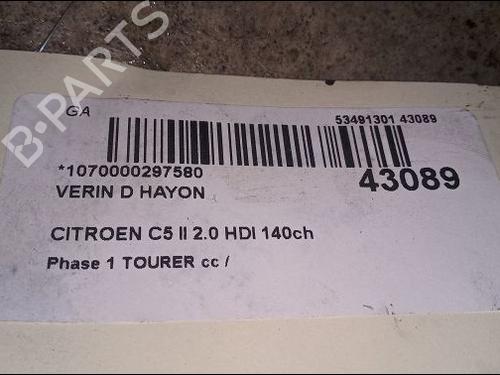 GA
53491301 43089
*1070000297580
43089
VERIN D HAYON
CITROEN C5 II 2.0 HDI 140ch
Phase 1 TOURER cc /
B-PARTS